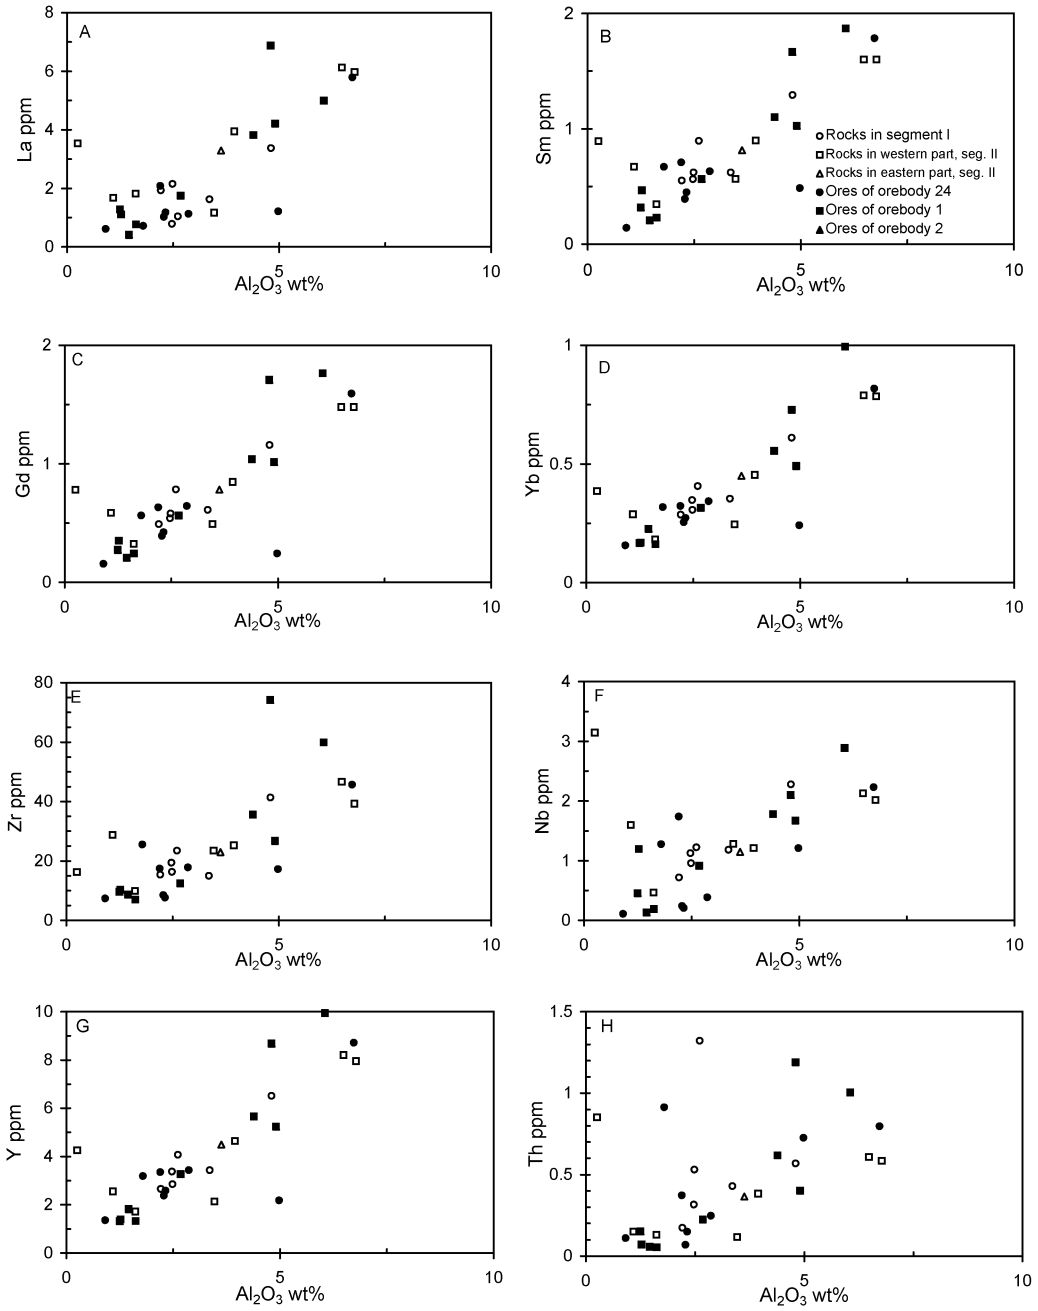 8
A
6
4
2
0
La ppm
0
5
10
Al₂O₃ wt%
2
B
1
0
Sm ppm
Rocks in segment I
Rocks in western part, seg. II
Rocks in eastern part, seg. II
Ores of orebody 24
Ores of orebody 1
Ores of orebody 2
0
5
10
Al₂O₃ wt%
2
C
1
0
Gd ppm
0
5
10
Al₂O₃ wt%
1
D
0.5
0
Yb ppm
0
5
10
Al₂O₃ wt%
80
E
60
40
20
0
Zr ppm
0
5
10
Al₂O₃ wt%
4
F
3
2
1
0
Nb ppm
0
5
10
Al₂O₃ wt%
10
G
8
6
4
2
0
Y ppm
0
5
10
Al₂O₃ wt%
1.5
H
1
0.5
0
Th ppm
0
5
10
Al₂O₃ wt%